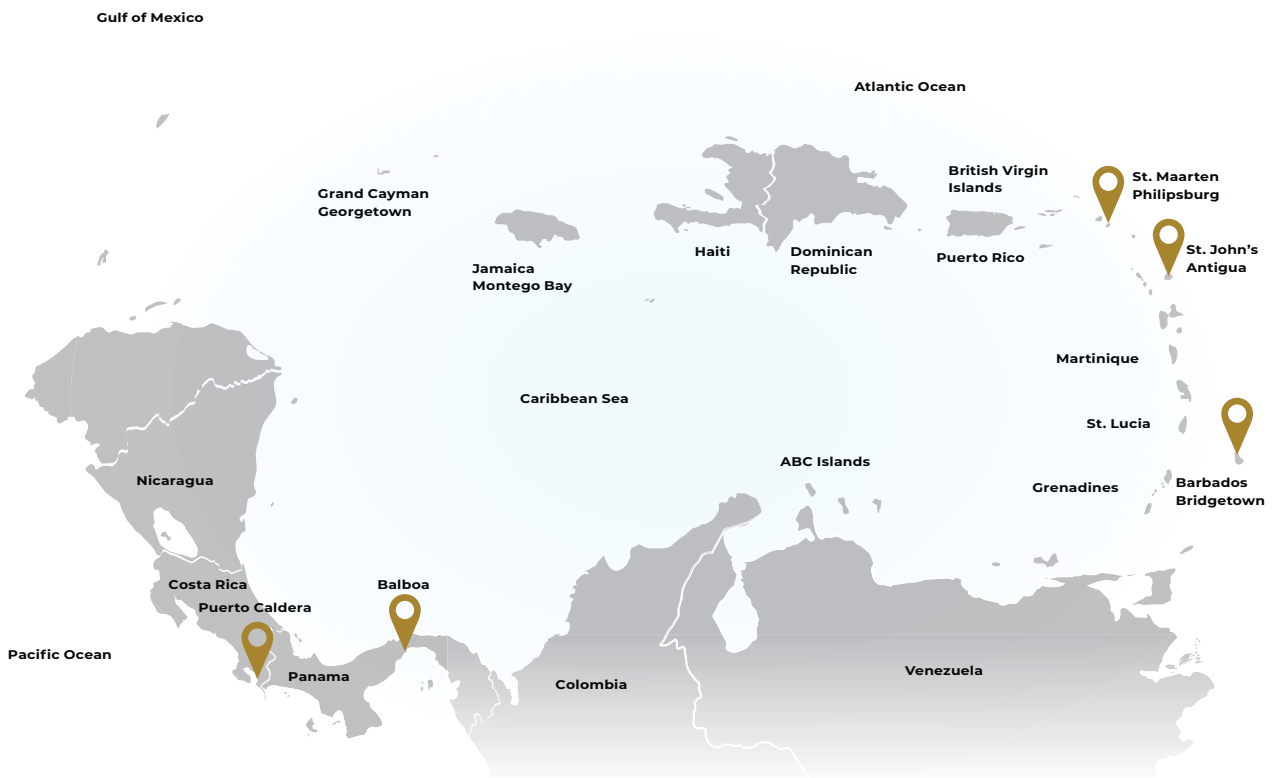 Gulf of Mexico
Atlantic Ocean
British Virgin
Islands
St. Maarten
Philipsburg
Grand Cayman
Georgetown
Haiti
Dominican
Republic
Puerto Rico
St. John’s
Antigua
Jamaica
Montego Bay
Martinique
Caribbean Sea
St. Lucia
ABC Islands
Nicaragua
Grenadines
Barbados
Bridgetown
Costa Rica
Balboa
Puerto Caldera
Pacific Ocean
Panama
Colombia
Venezuela